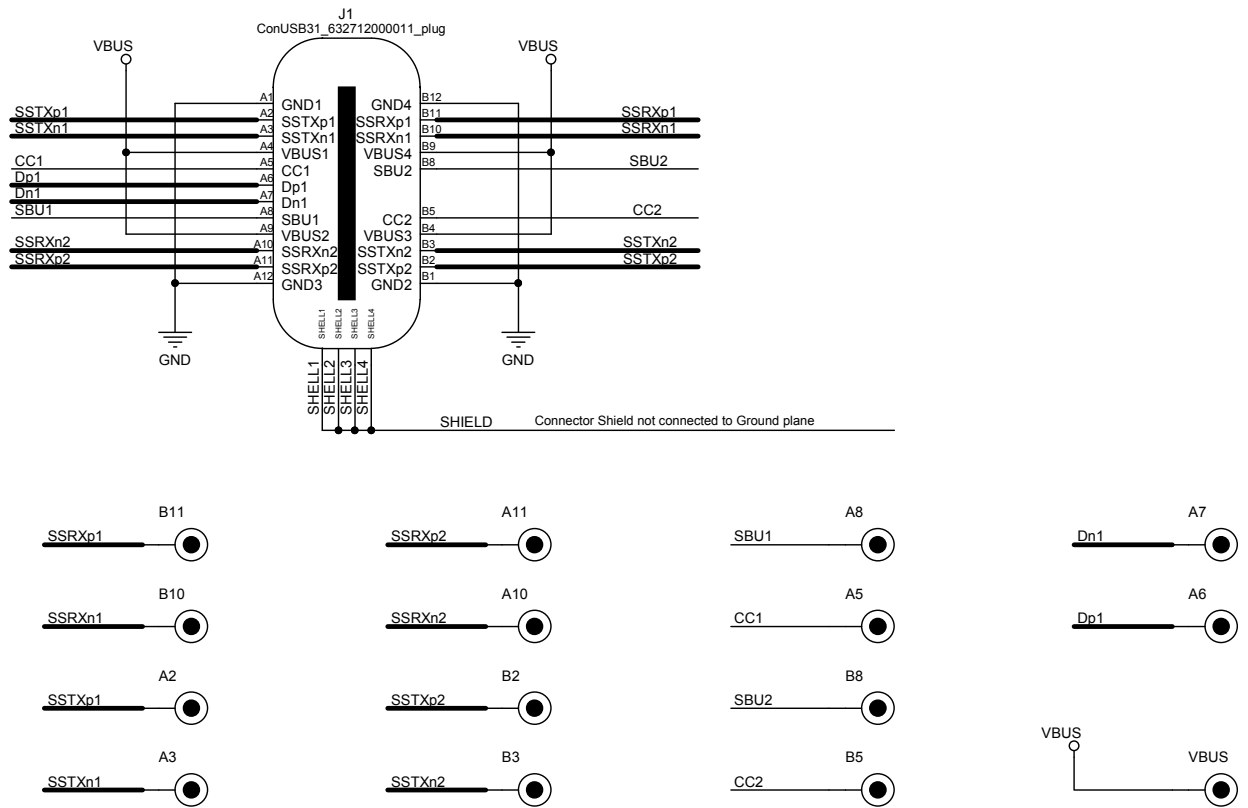 J1
ConUSB31_632712000011_plug
VBUS
VBUS
A1 GND1 GND4 B12
SSTXp1 A2 SSTXp1 SSRXp1 B11 SSRXp1
SSTXn1 A3 SSTXn1 SSRXn1 B10 SSRXn1
A4 VBUS1 VBUS4 B9
CC1 A5 CC1 SBU2 B8 SBU2
Dp1 A6 Dp1
Dn1 A7 Dn1
SBU1 A8 SBU1 CC2 B5 CC2
A9 VBUS2 VBUS3 B4
SSRXn2 A10 SSRXn2 SSTXn2 B3 SSTXn2
SSRXp2 A11 SSRXp2 SSTXp2 B2 SSTXp2
A12 GND3 GND2 B1
SHELL1 SHELL2 SHELL3 SHELL4
GND
GND
SHELL1 SHELL2 SHELL3 SHELL4
SHIELD Connector Shield not connected to Ground plane
B11 A11 A8 A7
SSRXp1 SSRXp2 SBU1 Dn1
B10 A10 A5 A6
SSRXn1 SSRXn2 CC1 Dp1
A2 B2 B8
SSTXp1 SSTXp2 SBU2
VBUS
A3 B3 B5 VBUS
SSTXn1 SSTXn2 CC2